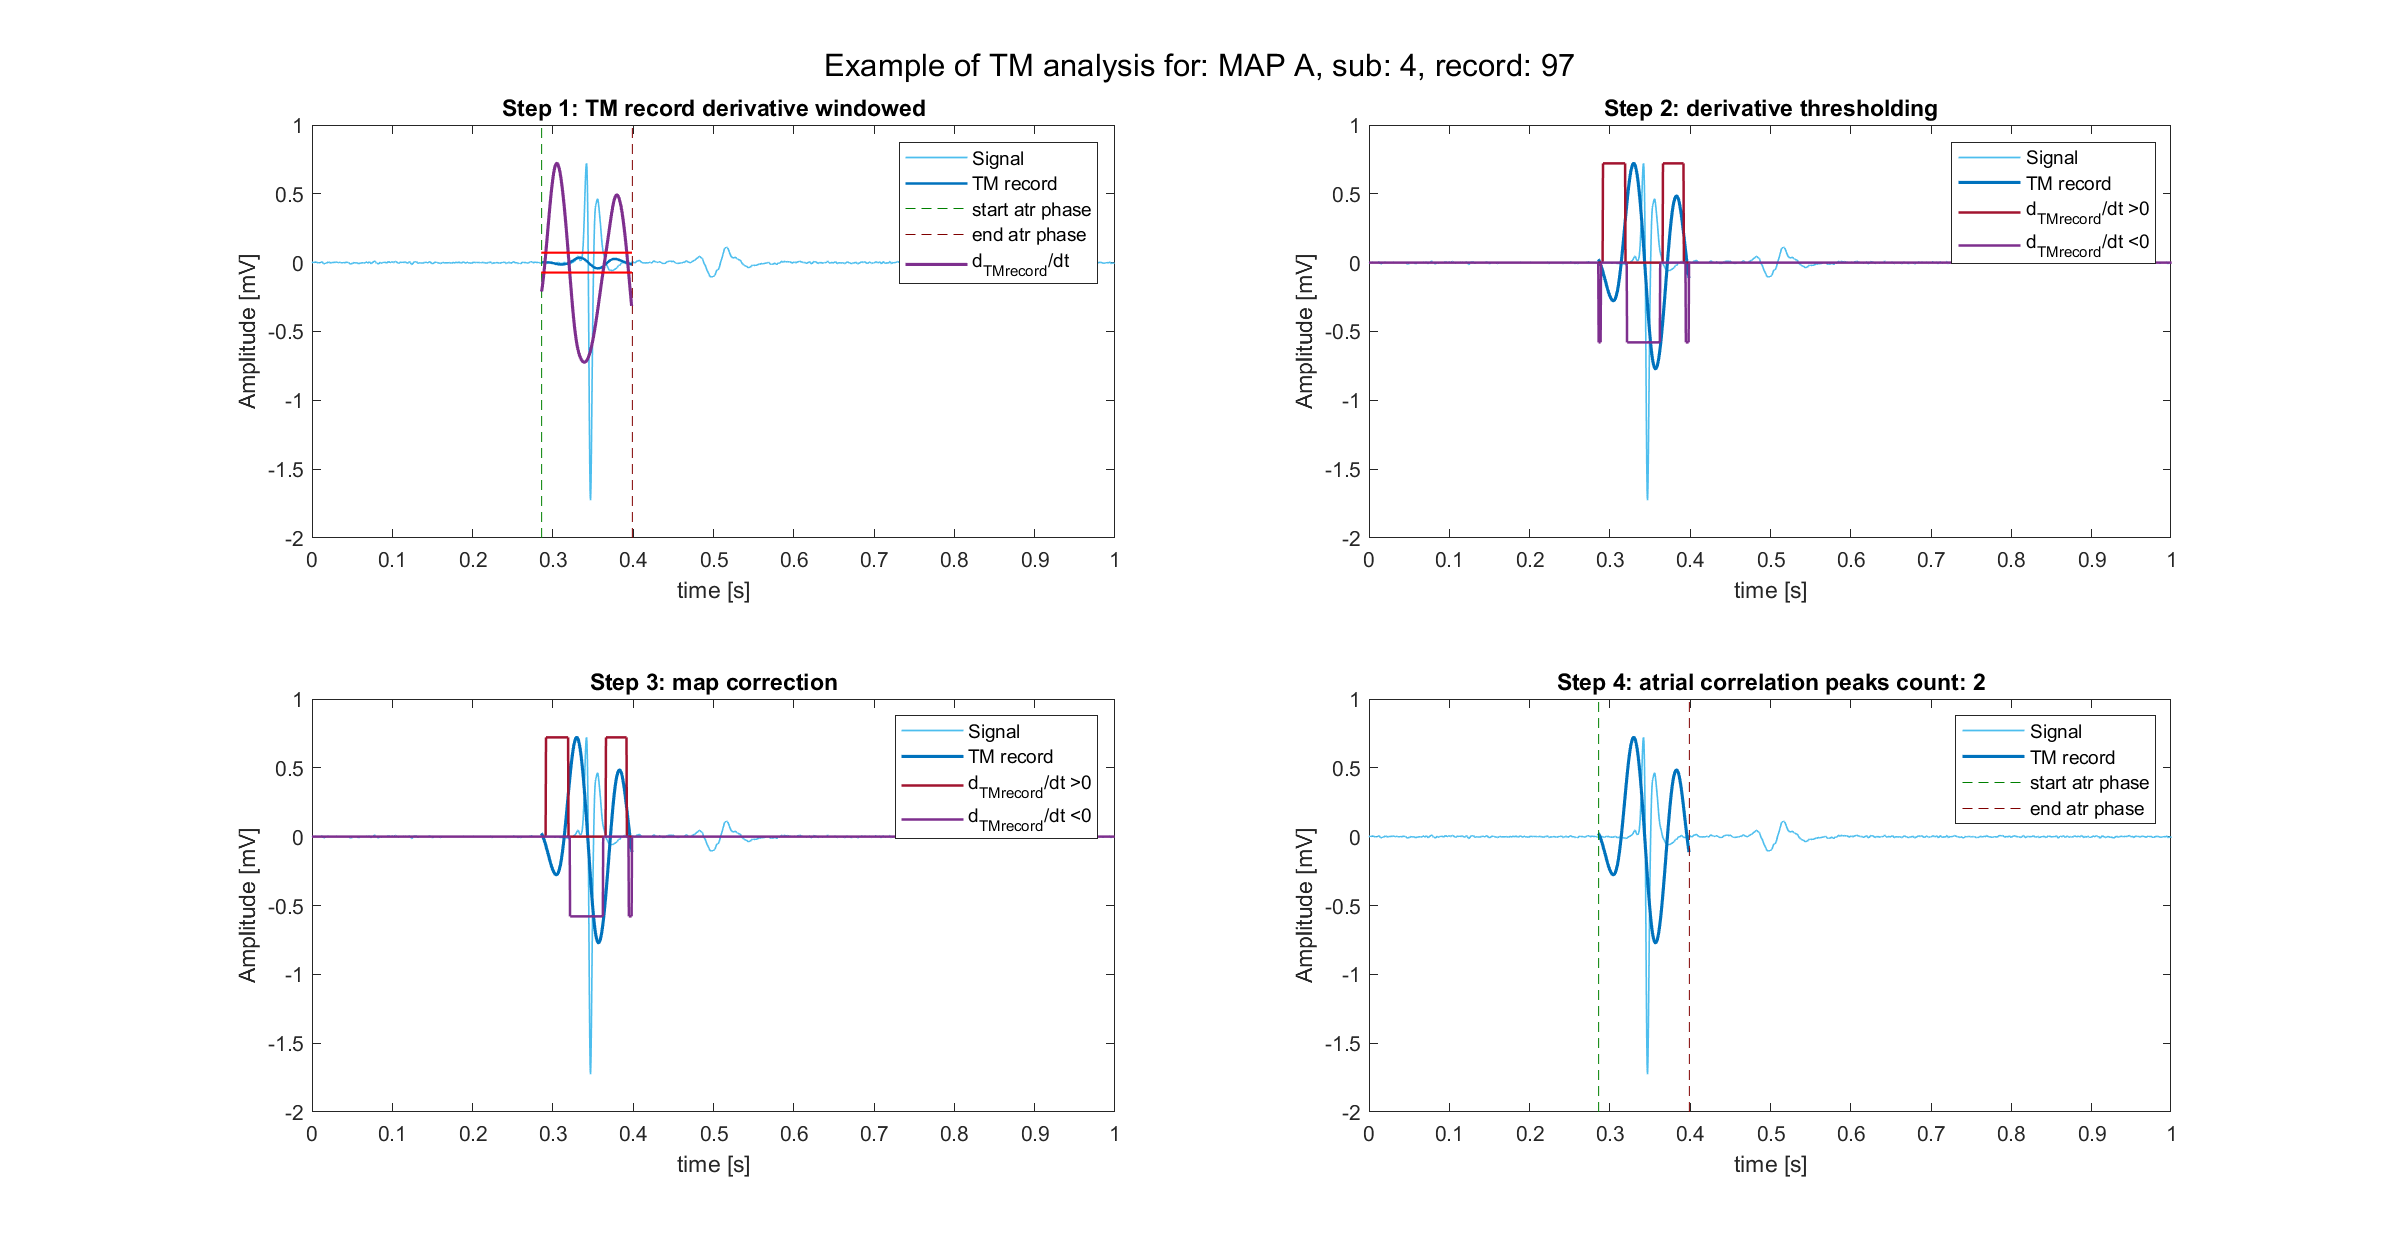 Example of TM analysis for: MAP A, sub: 4, record: 97
Step 1: TM record derivative windowed
1
0.5
0
-0.5
-1
-1.5
-2
Amplitude [mV]
0 0.1 0.2 0.3 0.4 0.5 0.6 0.7 0.8 0.9 1
time [s]
Signal
TM record
start atr phase
end atr phase
dTMrecord/dt
Step 2: derivative thresholding
1
0.5
0
-0.5
-1
-1.5
-2
Amplitude [mV]
0 0.1 0.2 0.3 0.4 0.5 0.6 0.7 0.8 0.9 1
time [s]
Signal
TM record
dTMrecord/dt >0
dTMrecord/dt <0
Step 3: map correction
1
0.5
0
-0.5
-1
-1.5
-2
Amplitude [mV]
0 0.1 0.2 0.3 0.4 0.5 0.6 0.7 0.8 0.9 1
time [s]
Signal
TM record
dTMrecord/dt >0
dTMrecord/dt <0
Step 4: atrial correlation peaks count: 2
1
0.5
0
-0.5
-1
-1.5
-2
Amplitude [mV]
0 0.1 0.2 0.3 0.4 0.5 0.6 0.7 0.8 0.9 1
time [s]
Signal
TM record
start atr phase
end atr phase